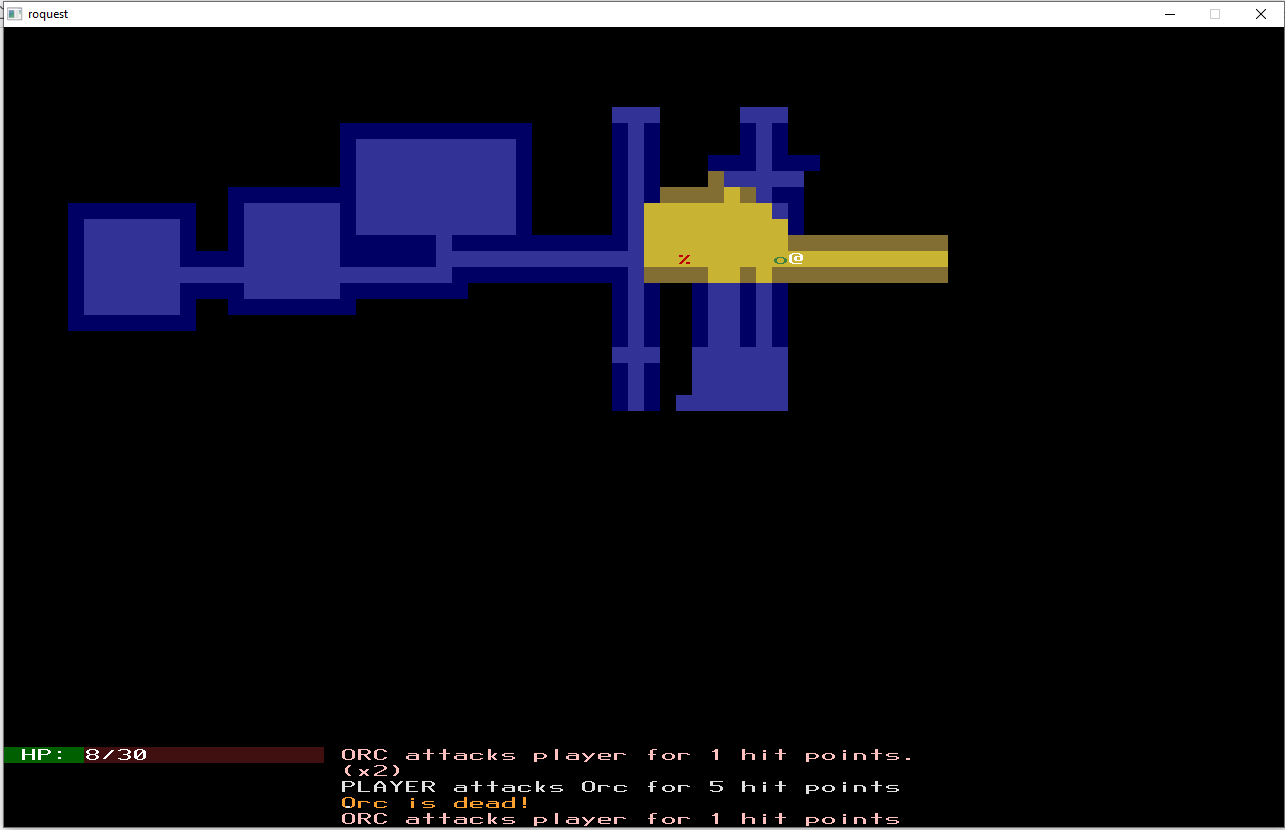 roquest
%
o@
HP: 8/30
ORC attacks player for 1 hit points.
(x2)
PLAYER attacks Orc for 5 hit points
Orc is dead!
ORC attacks player for 1 hit points